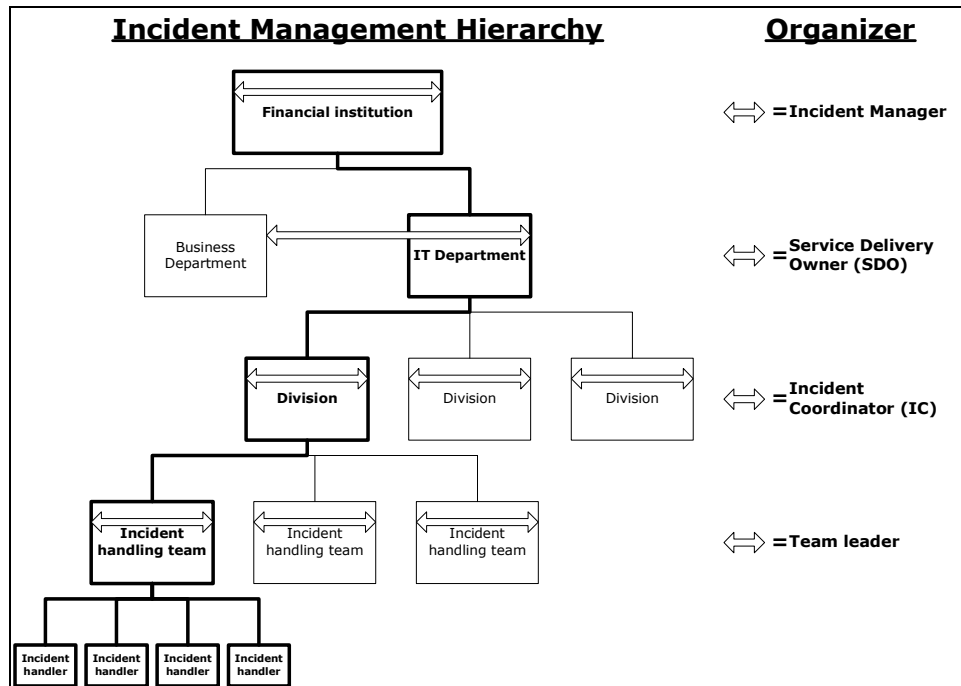 Incident Management Hierarchy
Organizer
Financial institution
=Incident Manager
Business
Department
IT Department
=Service Delivery
Owner (SDO)
Division
Division
Division
=Incident
Coordinator (IC)
Incident
handling team
Incident
handling team
Incident
handling team
=Team leader
Incident
handler
Incident
handler
Incident
handler
Incident
handler